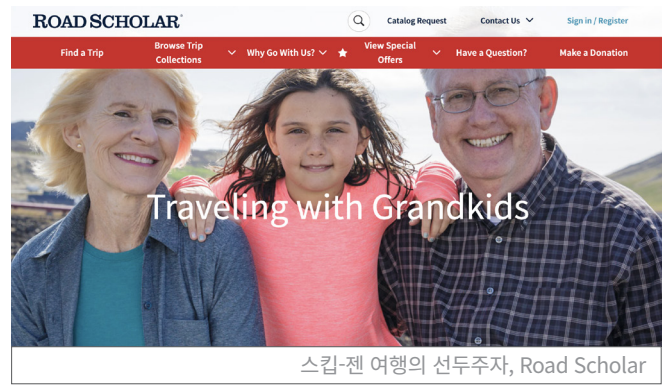 ROAD SCHOLAR
Catalog Request
Contact Us
Sign in / Register
Find a Trip
Browse Trip
Collections
Why Go With Us?
View Special
Offers
Have a Question?
Make a Donation
Traveling with Grandkids
스킵-젠 여행의 선두주자, Road Scholar